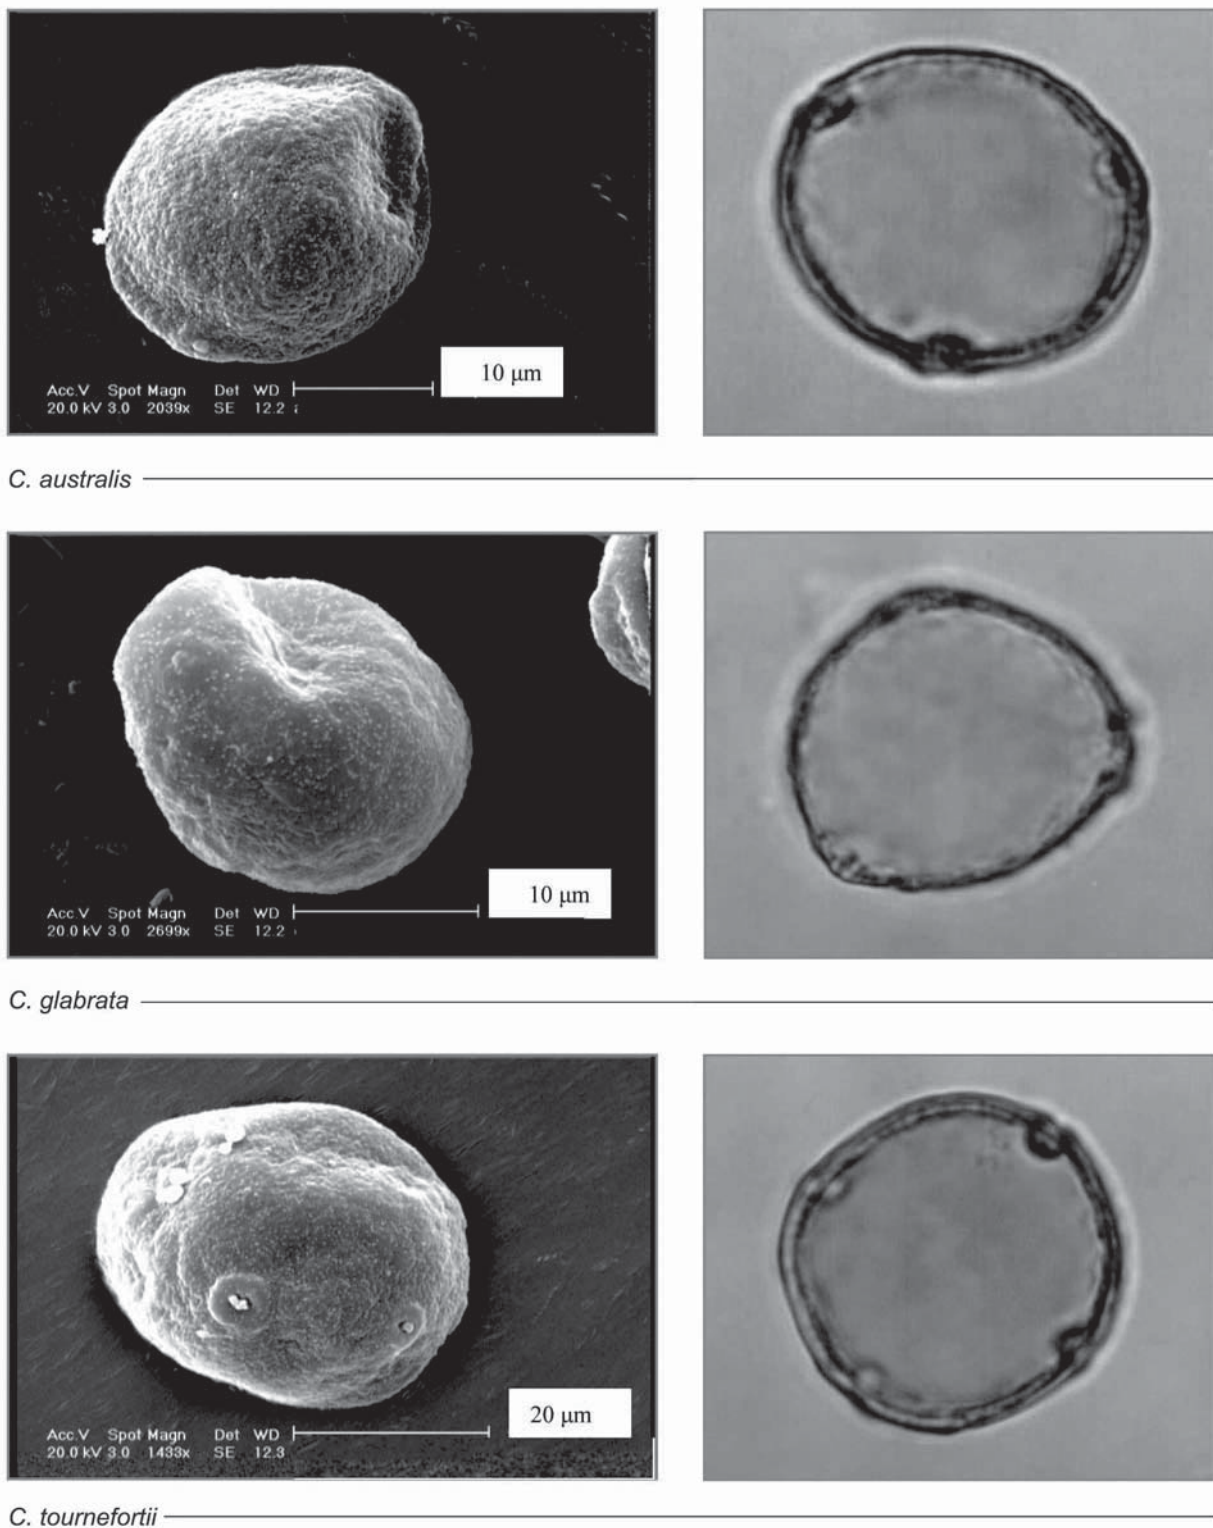 10 μm
Acc.V Spot Magn Det WD
20.0 kV 3.0 2039x SE 12.2
C. australis
10 μm
Acc.V Spot Magn Det WD
20.0 kV 3.0 2699x SE 12.2
C. glabrata
20 μm
Acc.V Spot Magn Det WD
20.0 kV 3.0 1433x SE 12.3
C. tournefortii